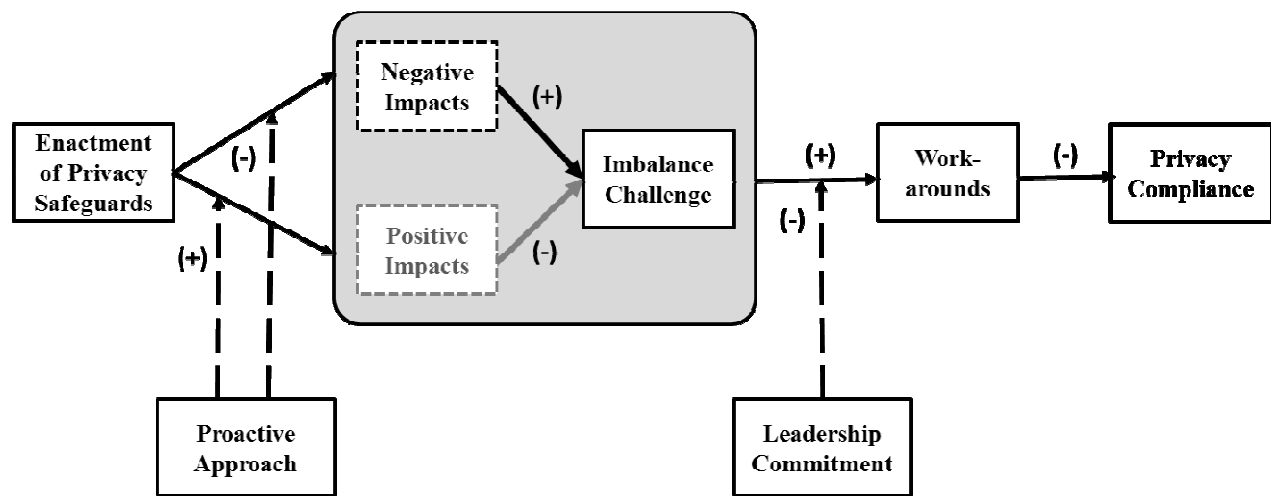 Enactment
of Privacy
Safeguards
(-)
(+)
Negative
Impacts
(+)
Positive
Impacts
(-)
Imbalance
Challenge
(+)
(-)
Work-
arounds
(-)
Privacy
Compliance
Proactive
Approach
Leadership
Commitment